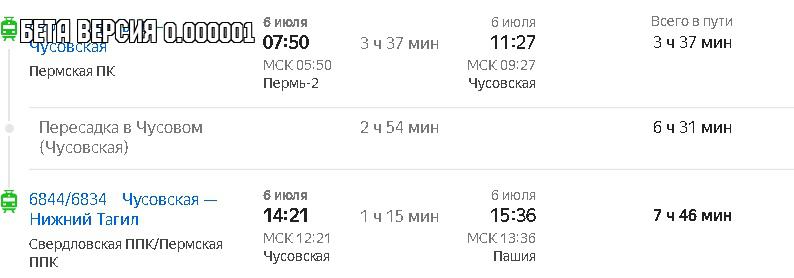 6 июля 6 июля Всего в пути
БЕТА ВЕРСИЯ 0.000001 07:50 3 ч 37 мин 11:27 3 ч 37 мин
Чусовская
Пермская ПК МСК 05:50 МСК 09:27
Пермь-2 Чусовская
Пересадка в Чусовом 2 ч 54 мин 6 ч 31 мин
(Чусовская)
6844/6834 Чусовская — 6 июля 6 июля
Нижний Тагил 14:21 1 ч 15 мин 15:36 7 ч 46 мин
Свердловская ППК/Пермская МСК 12:21 МСК 13:36
ППК Чусовская Пашия